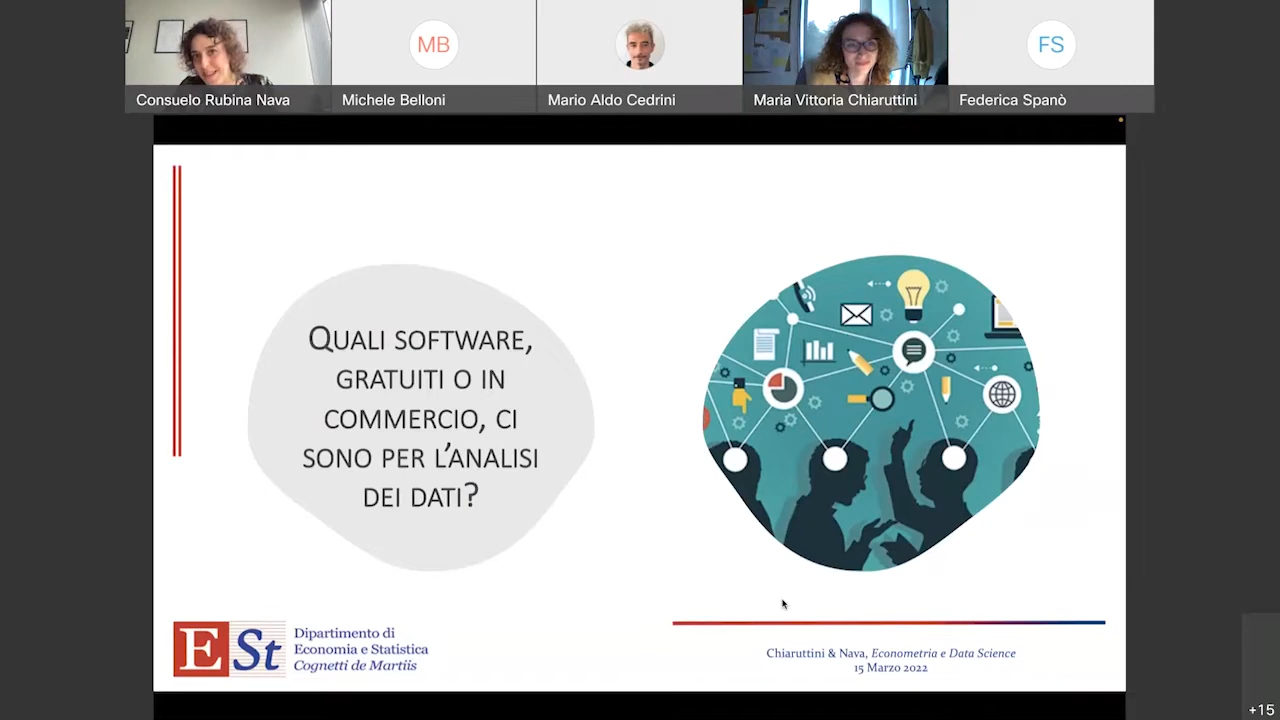 Consuelo Rubina Nava
MB
Michele Belloni
Mario Aldo Cedrini
Maria Vittoria Chiaruttini
FS
Federica Spanò
QUALI SOFTWARE,
GRATUITI O IN
COMMERCIO, CI
SONO PER L'ANALISI
DEI DATI?
ESt
Dipartimento di
Economia e Statistica
Cognetti de Martiis
Chiaruttini & Nava, Econometria e Data Science
15 Marzo 2022
+15